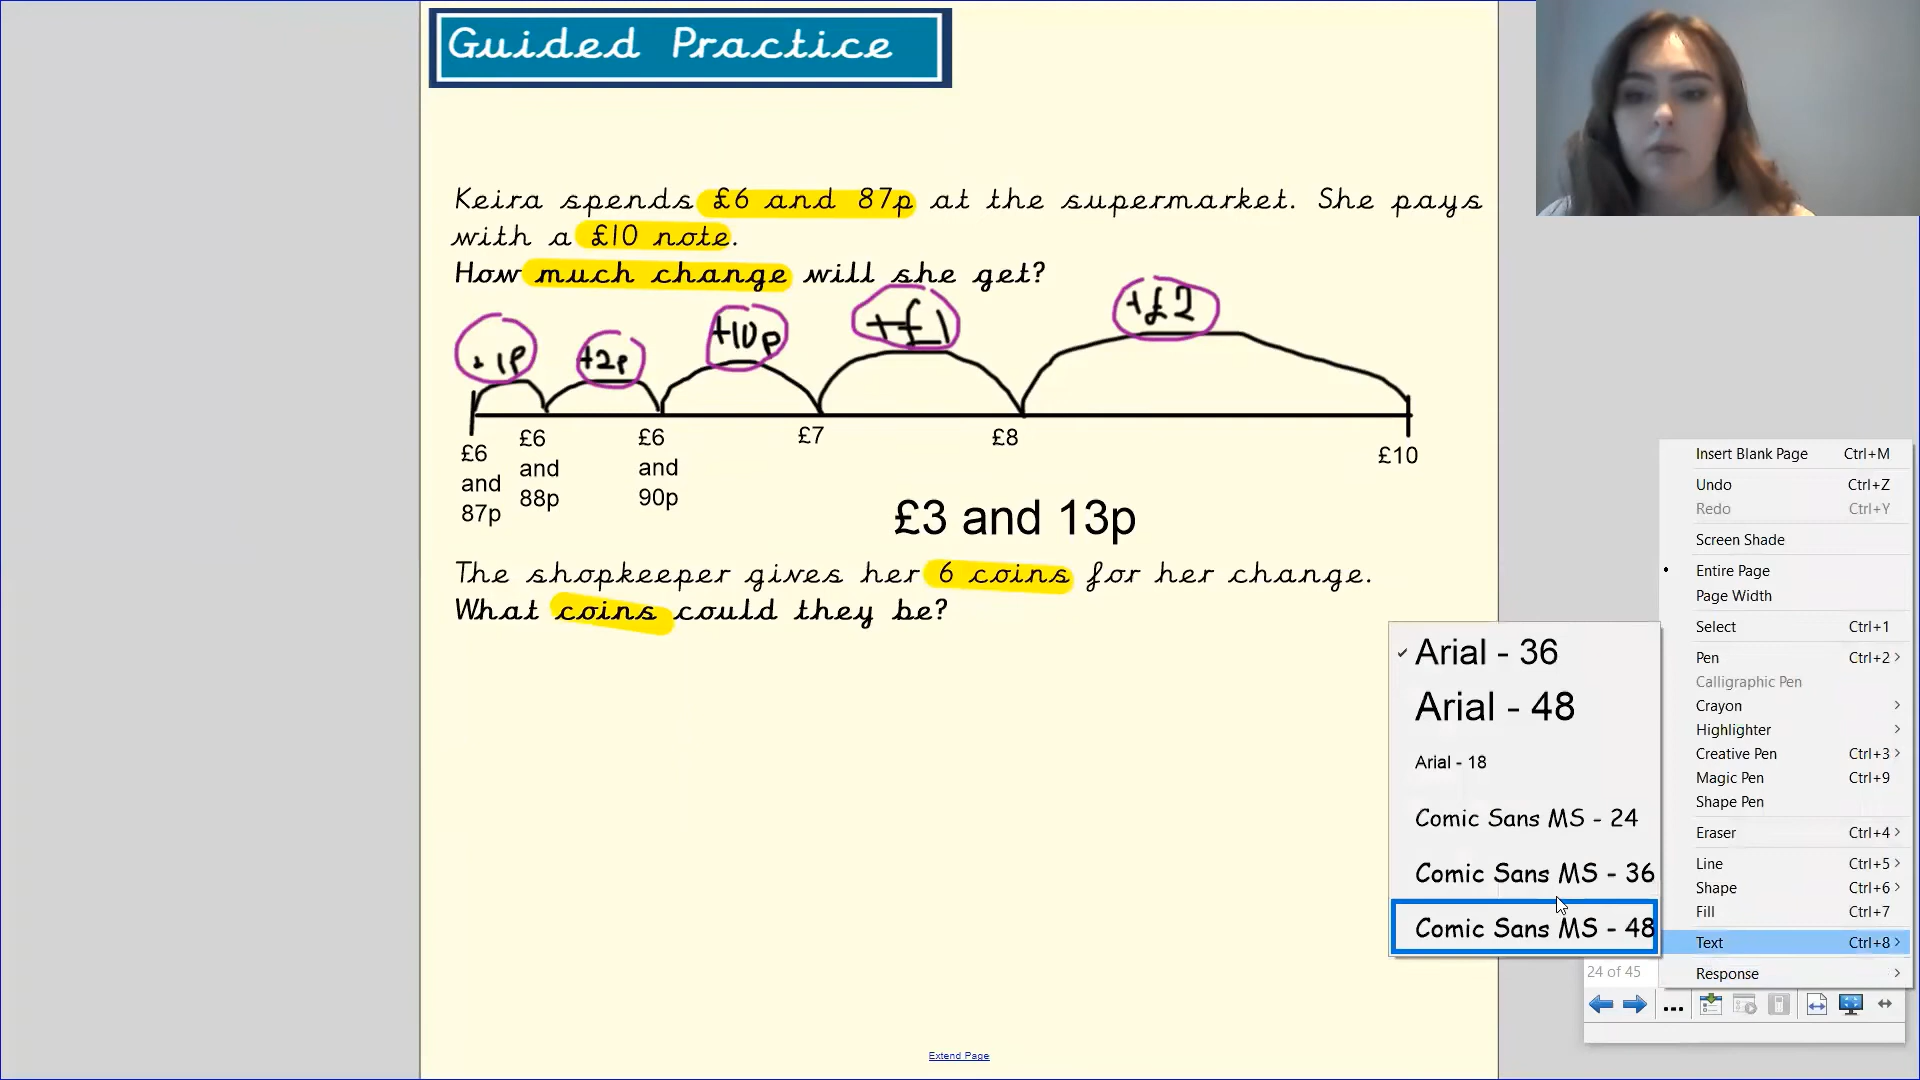 Guided Practice
Keira spends £6 and 87p at the supermarket. She pays
with a £10 note.
How much change will she get?
+1p +2p +10p +£1 +£2
£6 and 87p
£6 and 88p
£6 and 90p
£7
£8
£10
£3 and 13p
The shopkeeper gives her 6 coins for her change.
What coins could they be?
Arial - 36
Arial - 48
Arial - 18
Comic Sans MS - 24
Comic Sans MS - 36
Comic Sans MS - 48
Insert Blank Page Ctrl+M
Undo Ctrl+Z
Redo Ctrl+Y
Screen Shade
Entire Page
Page Width
Select Ctrl+1
Pen Ctrl+2
Calligraphic Pen
Crayon
Highlighter
Creative Pen Ctrl+3
Magic Pen Ctrl+9
Shape Pen
Eraser Ctrl+4
Line Ctrl+5
Shape Ctrl+6
Fill Ctrl+7
Text Ctrl+8
Response
24 of 45
Extend Page